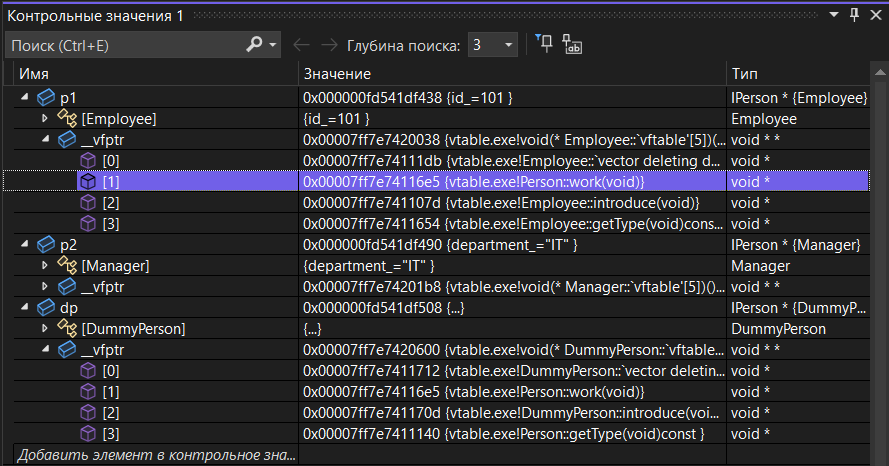 Контрольные значения 1
Поиск (Ctrl+E) Глубина поиска: 3
Имя Значение Тип
p1 0x000000fd541df438 {id_=101 } IPerson * {Employee}
[Employee] {id_=101 } Employee
__vfptr 0x00007ff7e7420038 {vtable.exe!void(* Employee::`vftable'[5])()... void * *
[0] 0x00007ff7e74111db {vtable.exe!Employee::`vector deleting d... void *
[1] 0x00007ff7e74116e5 {vtable.exe!Person::work(void)} void *
[2] 0x00007ff7e741107d {vtable.exe!Employee::introduce(void)} void *
[3] 0x00007ff7e7411654 {vtable.exe!Employee::getType(void)cons... void *
p2 0x000000fd541df490 {department_="IT" } IPerson * {Manager}
[Manager] {department_="IT" } Manager
__vfptr 0x00007ff7e74201b8 {vtable.exe!void(* Manager::`vftable'[5])()... void * *
dp 0x000000fd541df508 {...} IPerson * {DummyP...
[DummyPerson] {...} DummyPerson
__vfptr 0x00007ff7e7420600 {vtable.exe!void(* DummyPerson::`vftable... void * *
[0] 0x00007ff7e7411712 {vtable.exe!DummyPerson::`vector deletin... void *
[1] 0x00007ff7e74116e5 {vtable.exe!Person::work(void)} void *
[2] 0x00007ff7e741170d {vtable.exe!DummyPerson::introduce(voi... void *
[3] 0x00007ff7e7411140 {vtable.exe!Person::getType(void)const } void *
Добавить элемент в контрольное зна...